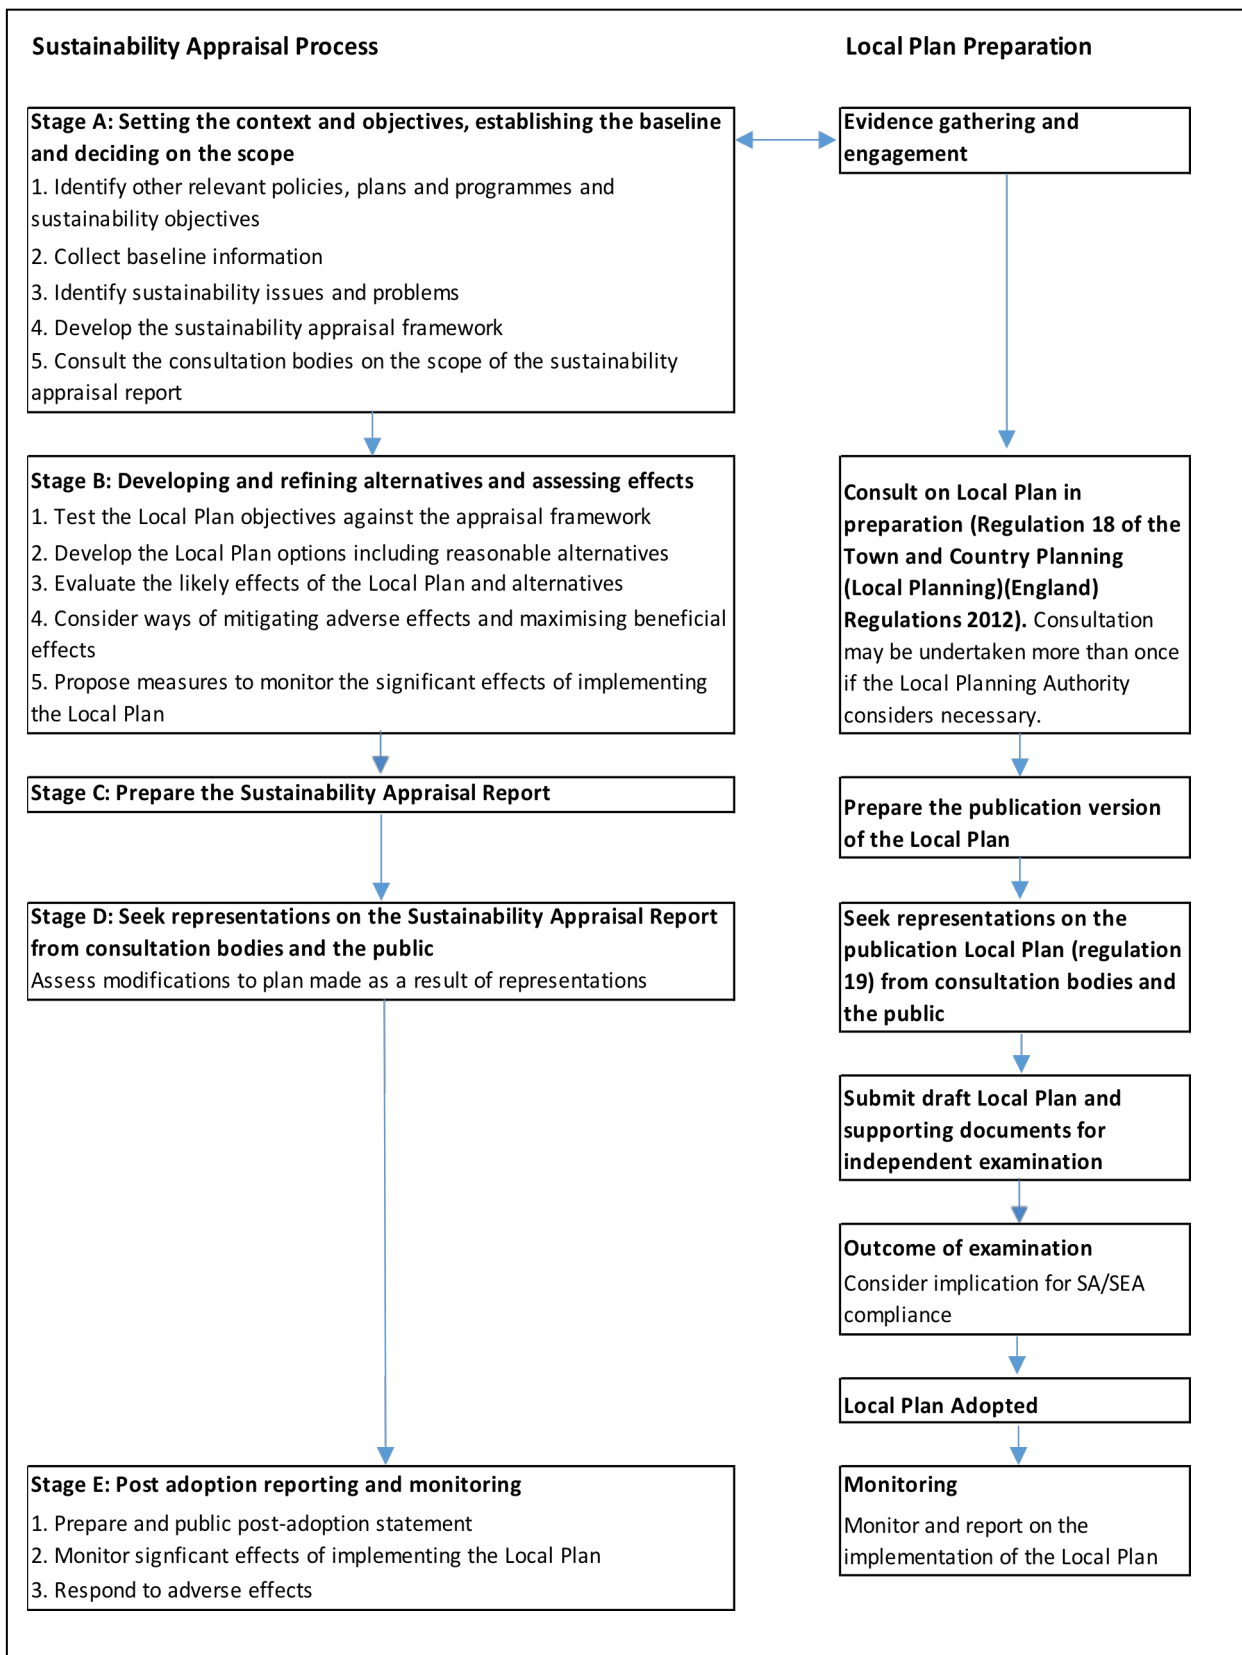 Sustainability Appraisal Process
Local Plan Preparation
Stage A: Setting the context and objectives, establishing the baseline
and deciding on the scope
1. Identify other relevant policies, plans and programmes and
sustainability objectives
2. Collect baseline information
3. Identify sustainability issues and problems
4. Develop the sustainability appraisal framework
5. Consult the consultation bodies on the scope of the sustainability
appraisal report
Evidence gathering and
engagement
Stage B: Developing and refining alternatives and assessing effects
1. Test the Local Plan objectives against the appraisal framework
2. Develop the Local Plan options including reasonable alternatives
3. Evaluate the likely effects of the Local Plan and alternatives
4. Consider ways of mitigating adverse effects and maximising beneficial
effects
5. Propose measures to monitor the significant effects of implementing
the Local Plan
Consult on Local Plan in
preparation (Regulation 18 of the
Town and Country Planning
(Local Planning)(England)
Regulations 2012). Consultation
may be undertaken more than once
if the Local Planning Authority
considers necessary.
Stage C: Prepare the Sustainability Appraisal Report
Prepare the publication version
of the Local Plan
Stage D: Seek representations on the Sustainability Appraisal Report
from consultation bodies and the public
Assess modifications to plan made as a result of representations
Seek representations on the
publication Local Plan (regulation
19) from consultation bodies and
the public
Submit draft Local Plan and
supporting documents for
independent examination
Outcome of examination
Consider implication for SA/SEA
compliance
Local Plan Adopted
Stage E: Post adoption reporting and monitoring
1. Prepare and public post-adoption statement
2. Monitor signficant effects of implementing the Local Plan
3. Respond to adverse effects
Monitoring
Monitor and report on the
implementation of the Local Plan